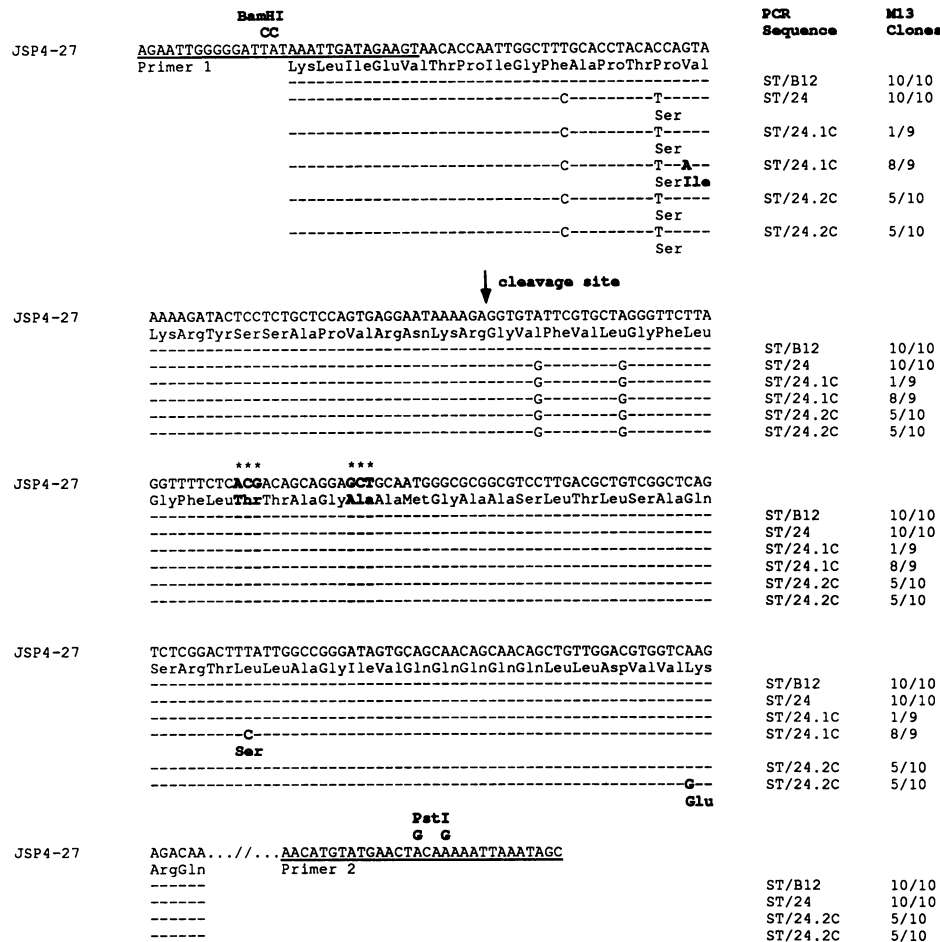 BamHI PCR M13
CC Sequence Clones
JSP4-27 AGAATTGGGGGATTATAAATTGATAGAAGTAACACCAATTGGCTTTGCACCTACACCAGTA
Primer 1 LysLeuIleGluValThrProIleGlyPheAlaProThrProVal
--------------------------------------------- ST/B12 10/10
-----------------------------C---------T----- ST/24 10/10
Ser
-----------------------------C---------T----- ST/24.1C 1/9
Ser
-----------------------------C---------T--A-- ST/24.1C 8/9
SerIle
-----------------------------C---------T----- ST/24.2C 5/10
Ser
-----------------------------C---------T----- ST/24.2C 5/10
Ser
cleavage site
JSP4-27 AAAAGATACTCCTCTGCTCCAGTGAGGAATAAAAGAGGTGTATTCGTGCTAGGGTTCTTA
LysArgTyrSerSerAlaProValArgAsnLysArgGlyValPheValLeuGlyPheLeu
------------------------------------------------------------ ST/B12 10/10
-----------------------------------------G--------G--------- ST/24 10/10
-----------------------------------------G--------G--------- ST/24.1C 1/9
-----------------------------------------G--------G--------- ST/24.1C 8/9
-----------------------------------------G--------G--------- ST/24.2C 5/10
-----------------------------------------G--------G--------- ST/24.2C 5/10
*** ***
JSP4-27 GGTTTTCTCACGACAGCAGGAGCTGCAATGGGCGCGGCGTCCTTGACGCTGTCGGCTCAG
GlyPheLeuThrThrAlaGlyAlaAlaMetGlyAlaAlaSerLeuThrLeuSerAlaGln
------------------------------------------------------------ ST/B12 10/10
------------------------------------------------------------ ST/24 10/10
------------------------------------------------------------ ST/24.1C 1/9
------------------------------------------------------------ ST/24.1C 8/9
------------------------------------------------------------ ST/24.2C 5/10
------------------------------------------------------------ ST/24.2C 5/10
JSP4-27 TCTCGGACTTTATTGGCCGGGATAGTGCAGCAACAGCAACAGCTGTTGGACGTGGTCAAG
SerArgThrLeuLeuAlaGlyIleValGlnGlnGlnGlnGlnLeuLeuAspValValLys
------------------------------------------------------------ ST/B12 10/10
------------------------------------------------------------ ST/24 10/10
------------------------------------------------------------ ST/24.1C 1/9
----------C------------------------------------------------- ST/24.1C 8/9
Ser
------------------------------------------------------------ ST/24.2C 5/10
---------------------------------------------------------G-- ST/24.2C 5/10
Glu
PstI
G G
JSP4-27 AGACAA...//...AACATGTATGAACTACAAAAATTAAATAGC
ArgGln Primer 2
------ ST/B12 10/10
------ ST/24 10/10
------ ST/24.2C 5/10
------ ST/24.2C 5/10